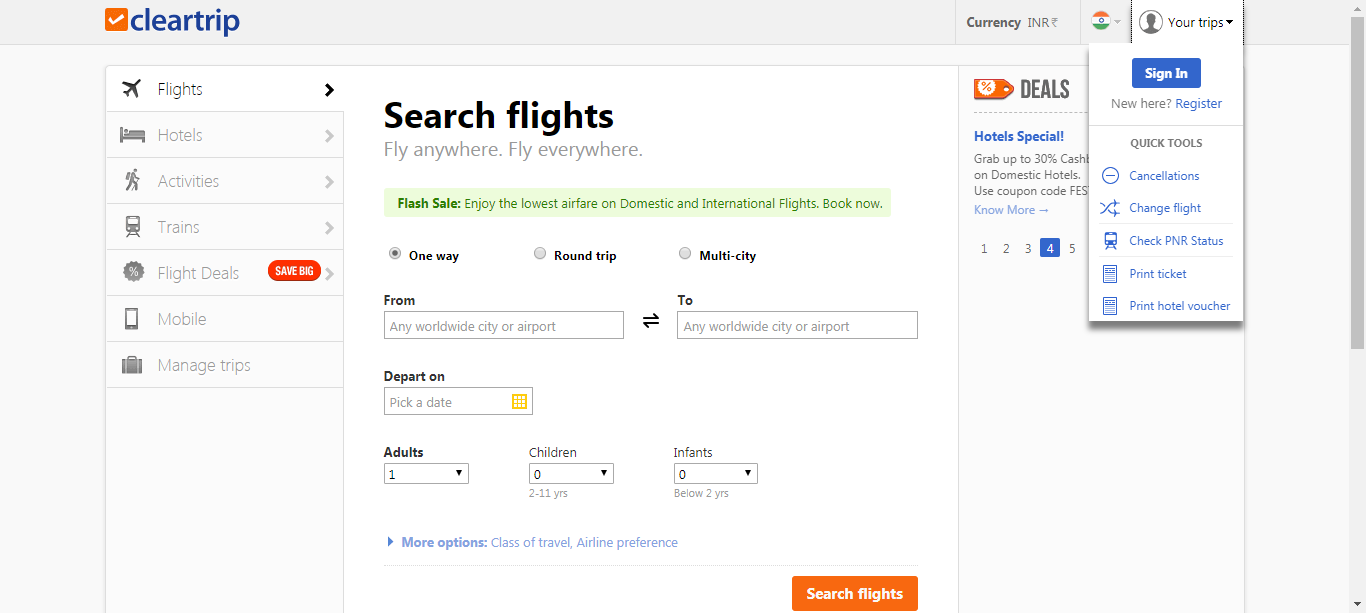 cleartrip
Currency INR ₹
Your trips
Flights
Hotels
Activities
Trains
Flight Deals SAVE BIG
Mobile
Manage trips
Search flights
Fly anywhere. Fly everywhere.
Flash Sale: Enjoy the lowest airfare on Domestic and International Flights. Book now.
One way Round trip Multi-city
From To
Any worldwide city or airport Any worldwide city or airport
Depart on
Pick a date
Adults Children Infants
1 0 0
2-11 yrs Below 2 yrs
More options: Class of travel, Airline preference
Search flights
% DEALS
Hotels Special!
Grab up to 30% Cashb
on Domestic Hotels.
Use coupon code FES
Know More →
1 2 3 4 5
Sign In
New here? Register
QUICK TOOLS
Cancellations
Change flight
Check PNR Status
Print ticket
Print hotel voucher